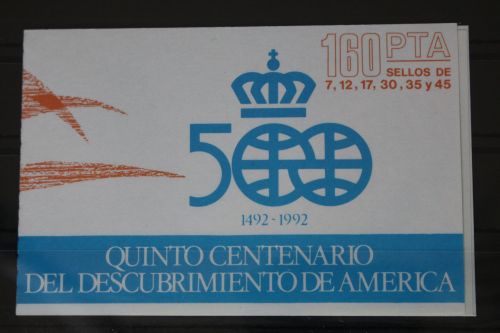 160 PTA
SELLOS DE
7, 12, 17, 30, 35 y 45
500
1492-1992
QUINTO CENTENARIO
DEL DESCUBRIMIENTO DE AMERICA